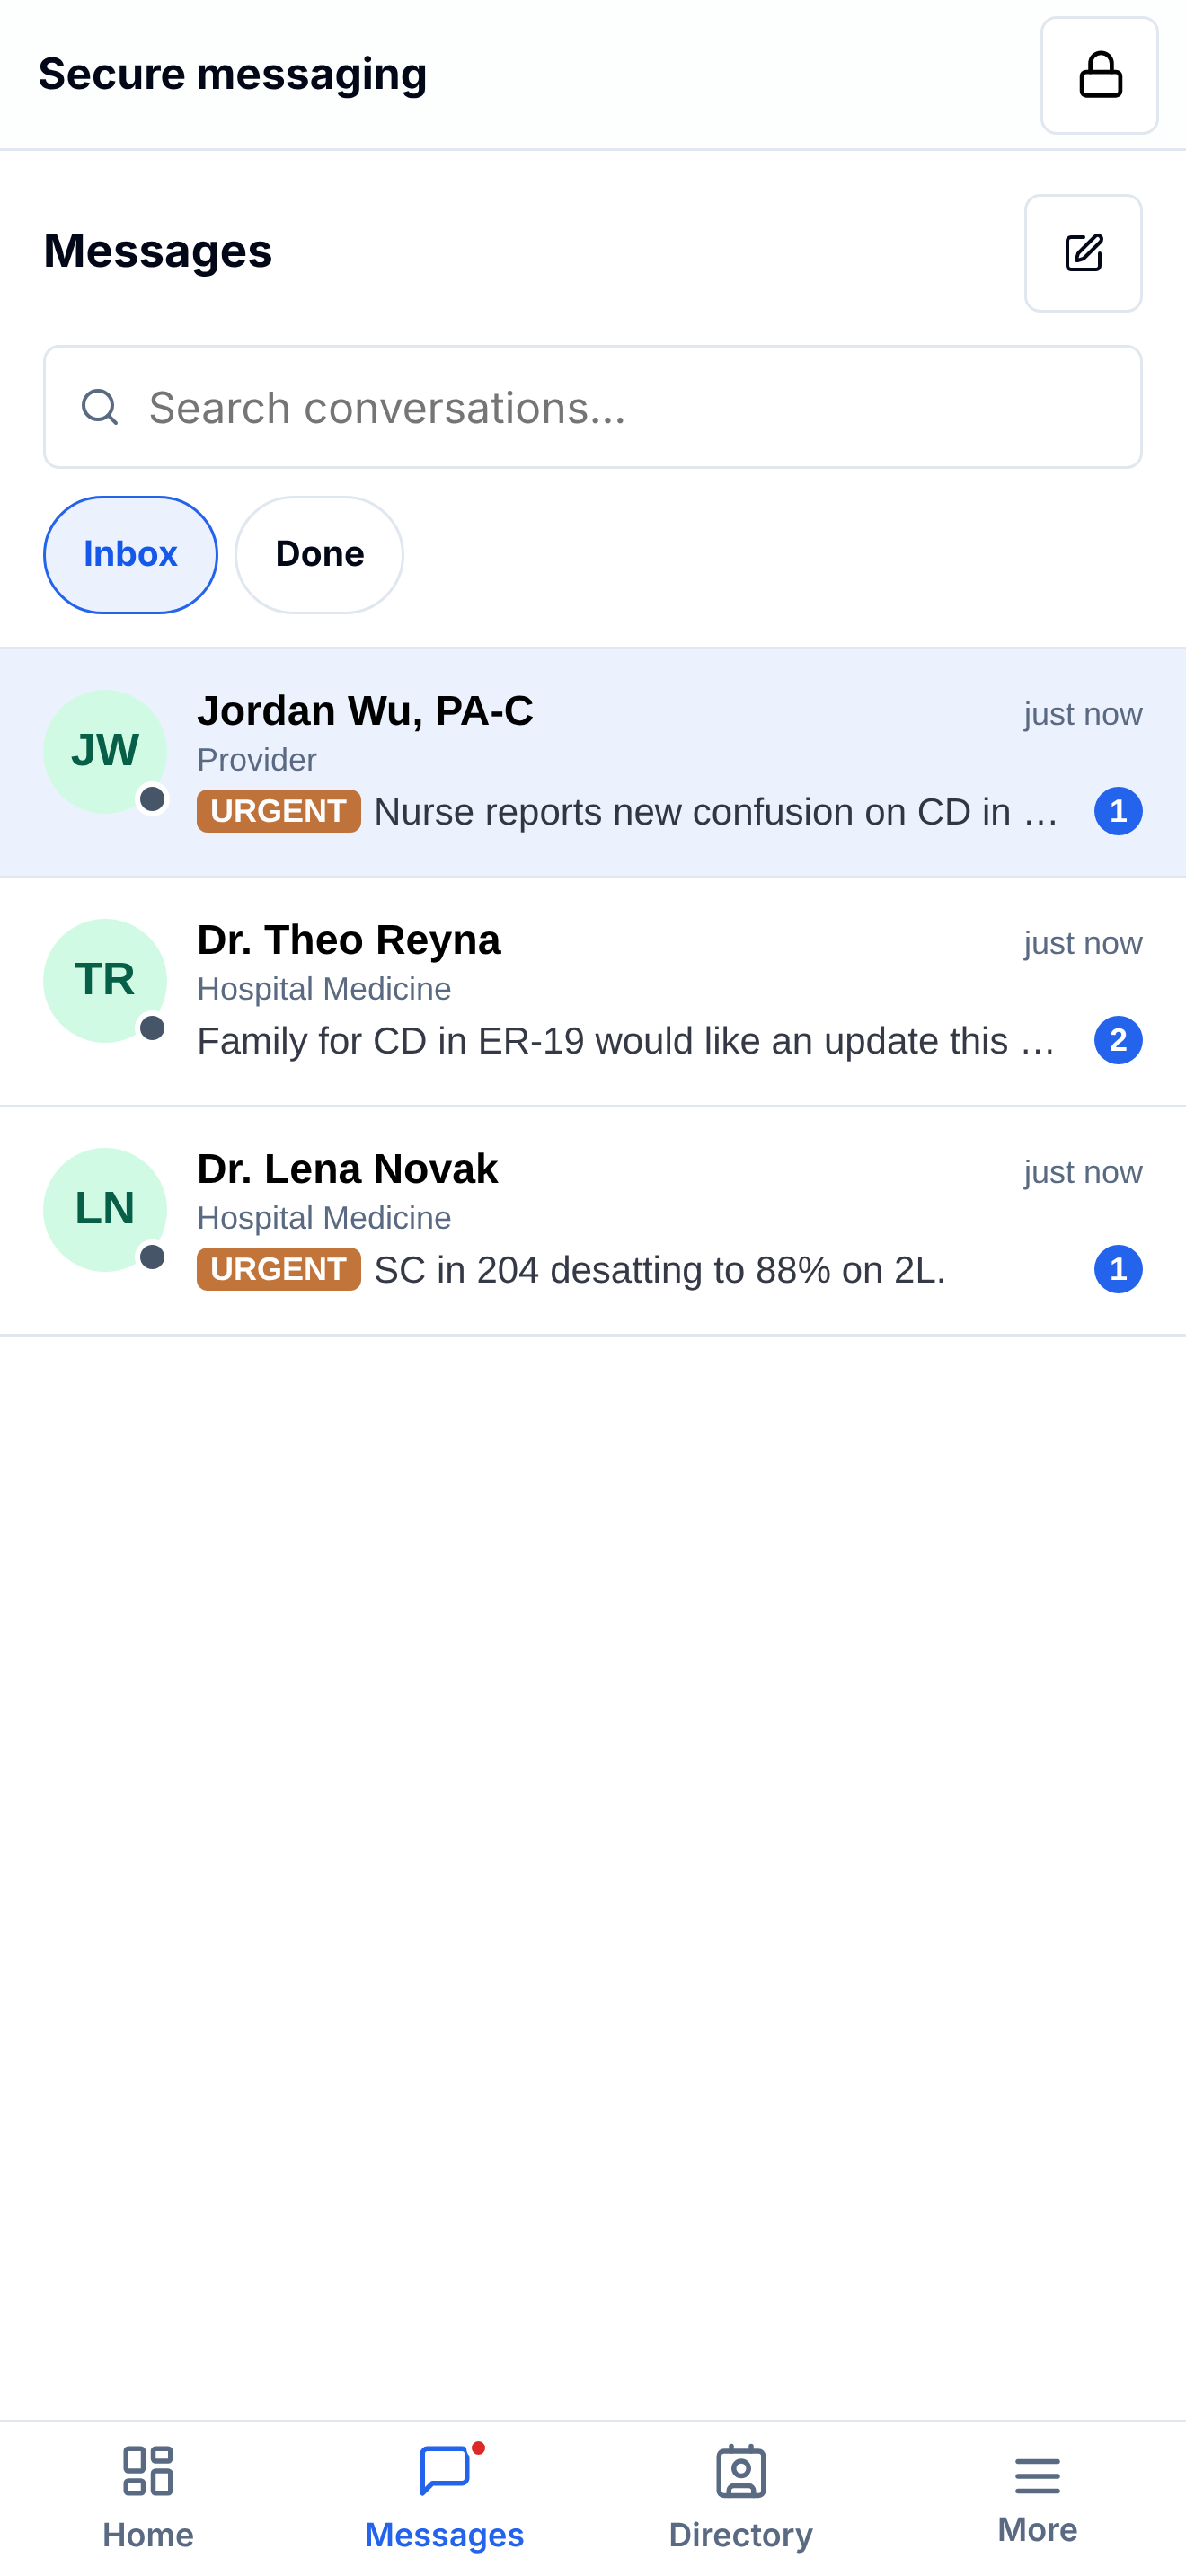 Secure messaging
Messages
Search conversations...
Inbox
Done
JW
Jordan Wu, PA-C
just now
Provider
URGENT Nurse reports new confusion on CD in …
1
TR
Dr. Theo Reyna
just now
Hospital Medicine
Family for CD in ER-19 would like an update this …
2
LN
Dr. Lena Novak
just now
Hospital Medicine
URGENT SC in 204 desatting to 88% on 2L.
1
Home
Messages
Directory
More